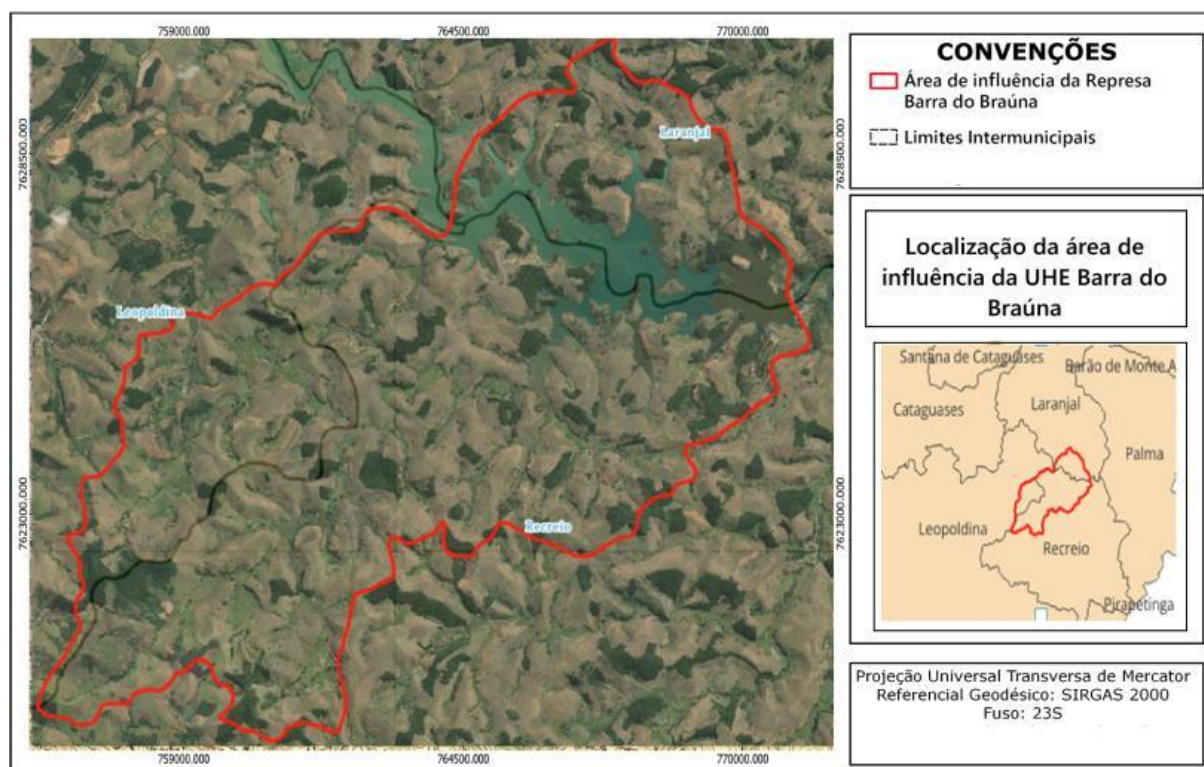 759000.000
764500.000
770000.000
7628500.000
7628500.000
Laranjal
Leopoldina
7623000.000
7623000.000
Recreio
759000.000
764500.000
770000.000
CONVENÇÕES
Área de influência da Represa
Barra do Braúna
Limites Intermunicipais
Localização da área de
influência da UHE Barra do
Braúna
Santana de Cataguases
Barão de Monte A
Laranjal
Cataguases
Palma
Leopoldina
Recreio
Pirapetinga
Projeção Universal Transversa de Mercator
Referencial Geodésico: SIRGAS 2000
Fuso: 23S